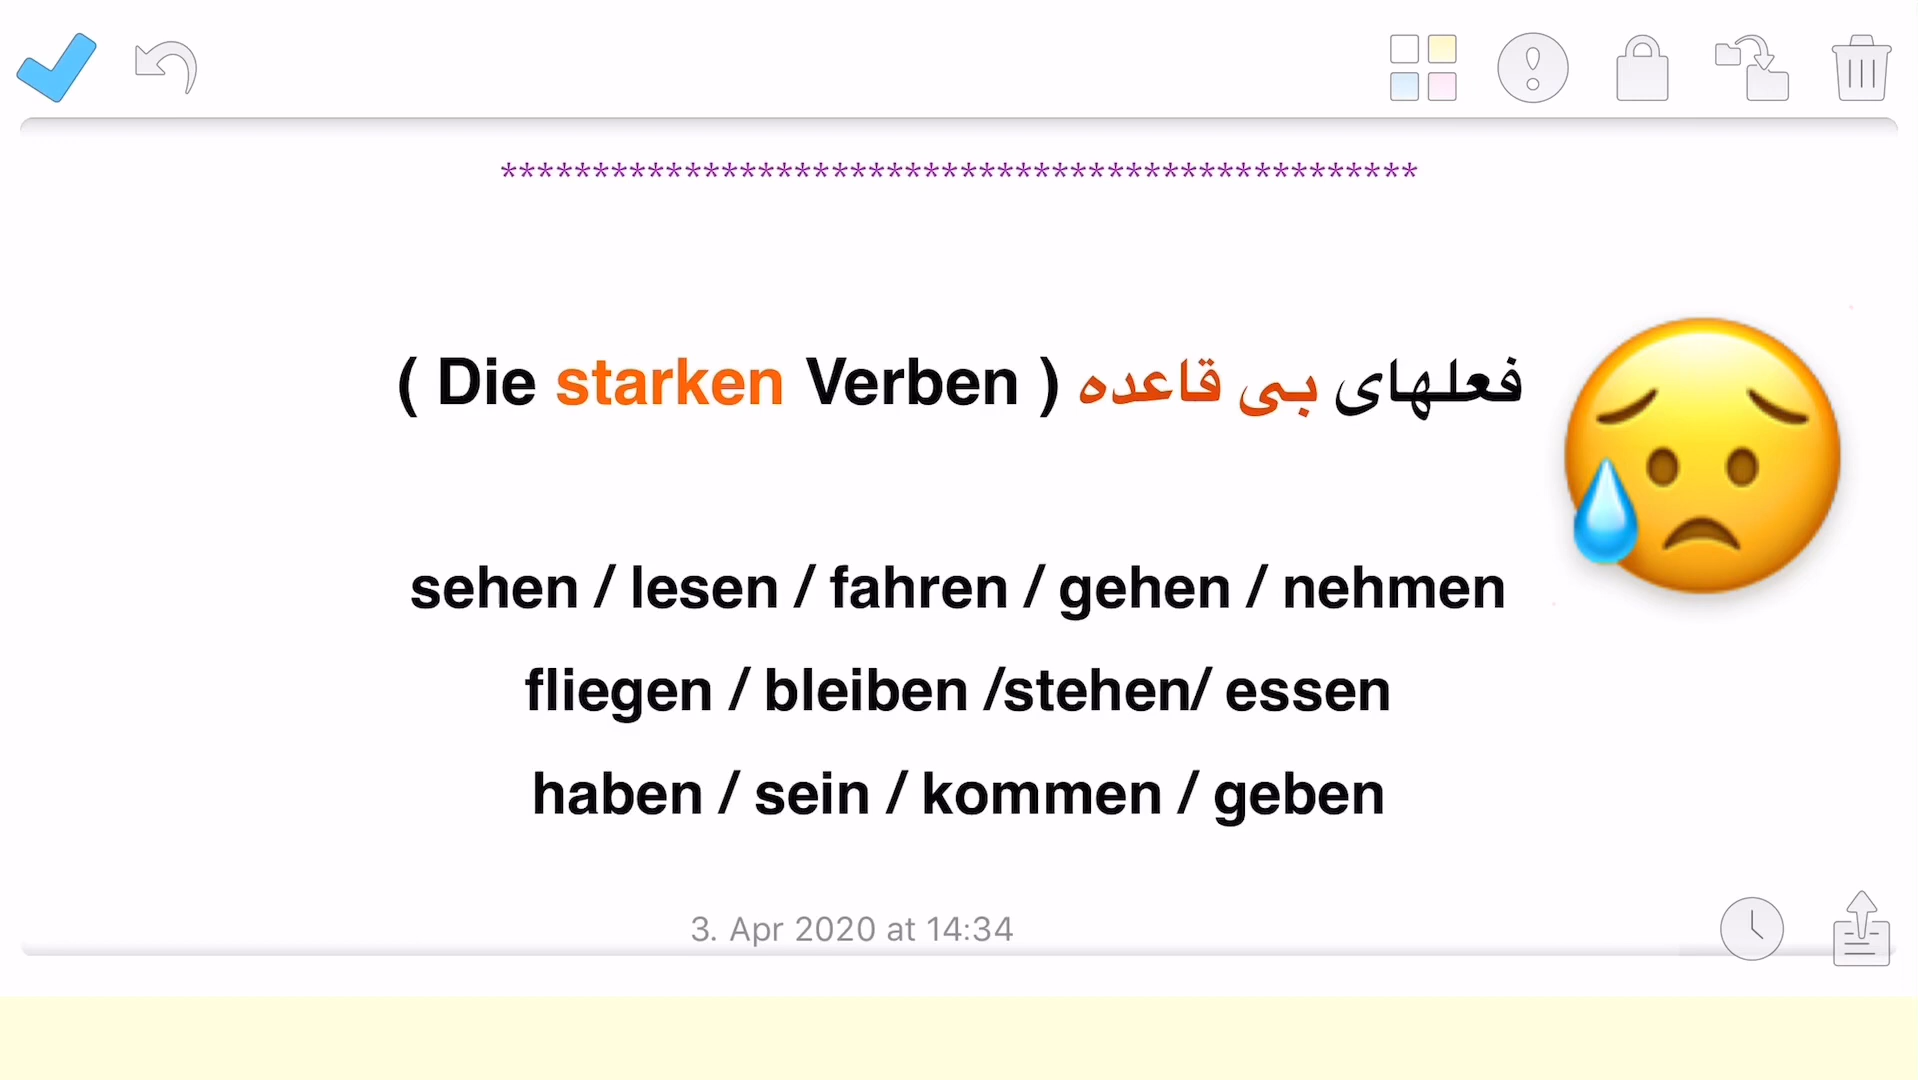 **************************************************
فعلهای بی قاعده ( Die starken Verben )
sehen / lesen / fahren / gehen / nehmen
fliegen / bleiben /stehen/ essen
haben / sein / kommen / geben
3. Apr 2020 at 14:34